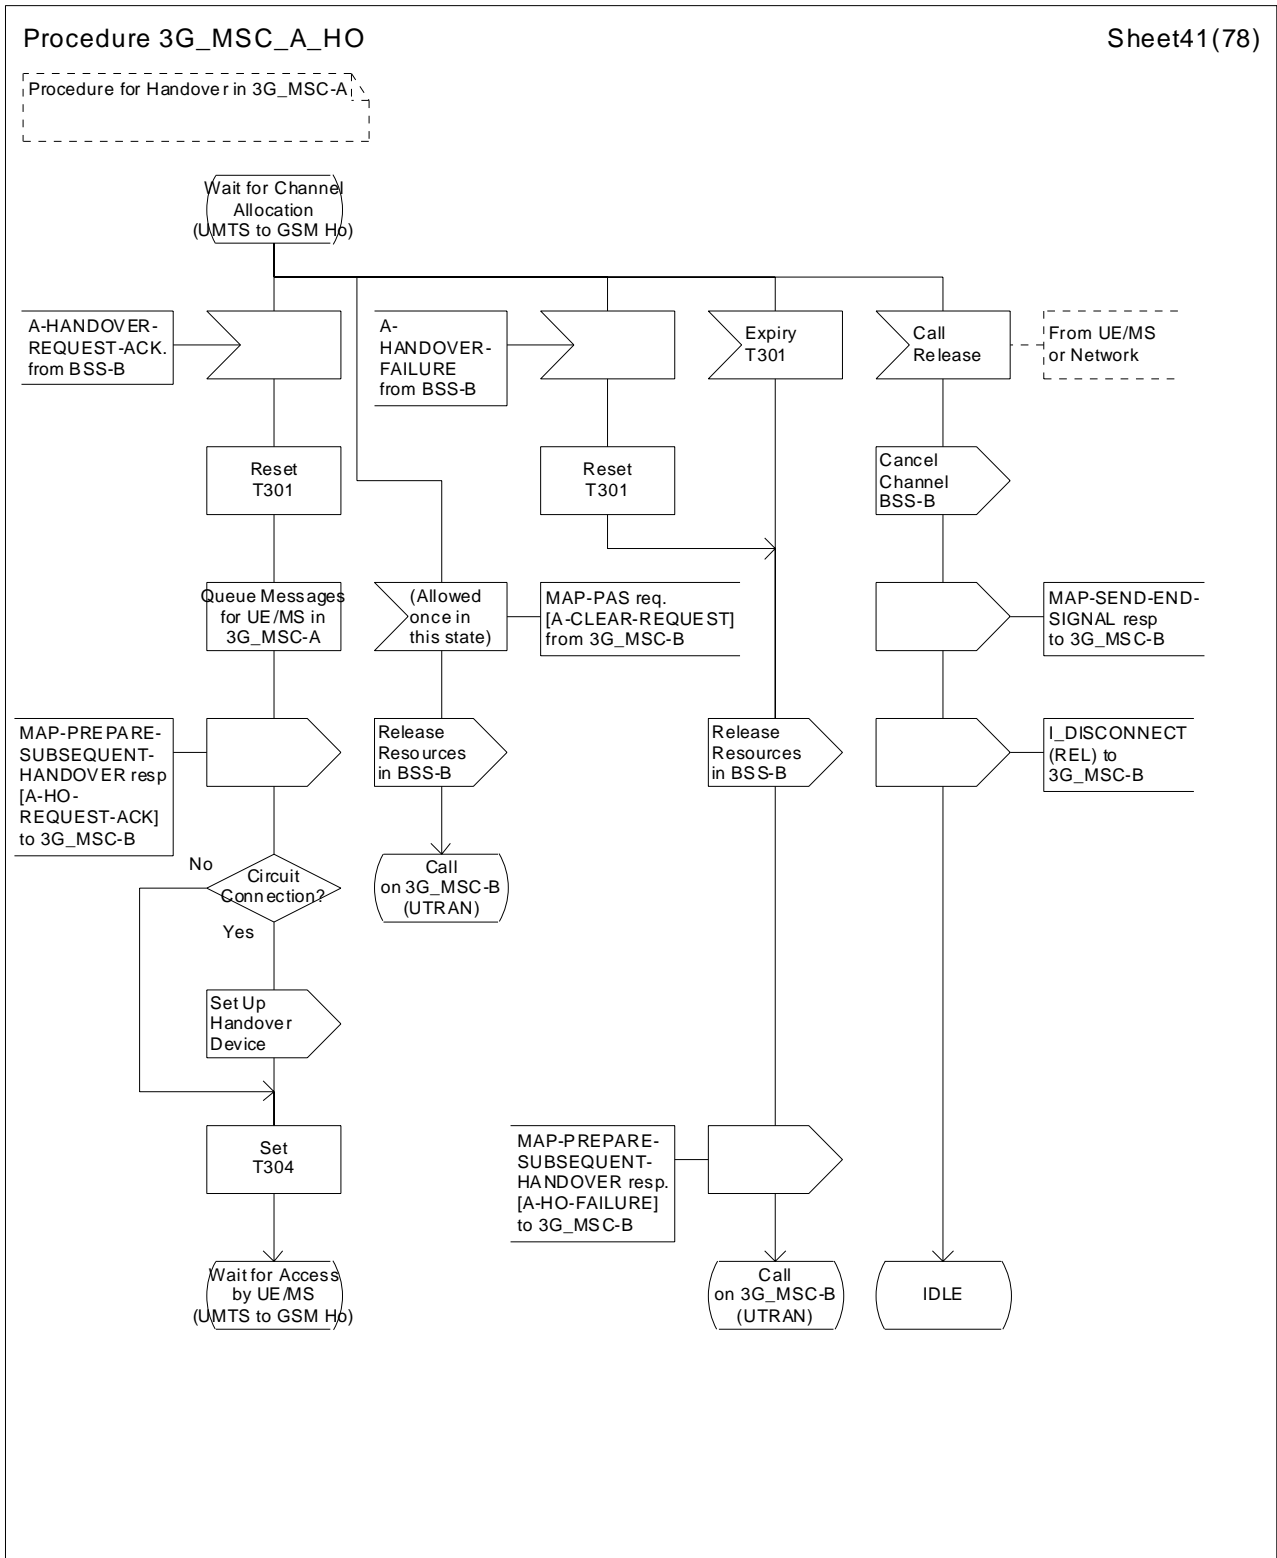 Procedure 3G_MSC_A_HO
Sheet41(78)
Procedure for Handover in 3G_MSC-A
Wait for Channel
Allocation
(UMTS to GSM Ho)
A-HANDOVER-
REQUEST-ACK.
from BSS-B
A-
HANDOVER-
FAILURE
from BSS-B
Expiry
T301
Call
Release
From UE/MS
or Network
Reset
T301
Reset
T301
Cancel
Channel
BSS-B
Queue Messages
for UE/MS in
3G_MSC-A
(Allowed
once in
this state)
MAP-PAS req.
[A-CLEAR-REQUEST]
from 3G_MSC-B
MAP-SEND-END-
SIGNAL resp
to 3G_MSC-B
MAP-PREPARE-
SUBSEQUENT-
HANDOVER resp
[A-HO-
REQUEST-ACK]
to 3G_MSC-B
Release
Resources
in BSS-B
Release
Resources
in BSS-B
I_DISCONNECT
(REL) to
3G_MSC-B
No
Circuit
Connection?
Yes
Call
on 3G_MSC-B
(UTRAN)
Set Up
Handover
Device
Set
T304
MAP-PREPARE-
SUBSEQUENT-
HANDOVER resp.
[A-HO-FAILURE]
to 3G_MSC-B
Wait for Access
by UE/MS
(UMTS to GSM Ho)
Call
on 3G_MSC-B
(UTRAN)
IDLE